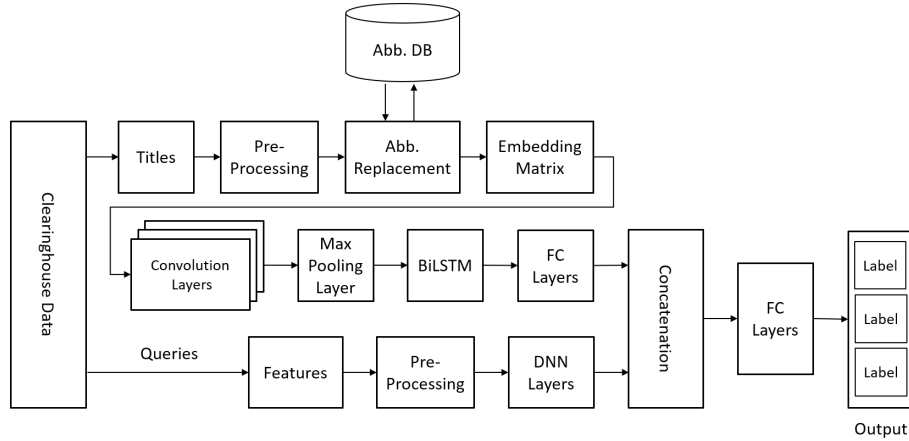 Abb. DB
Clearinghouse Data
Titles
Pre-
Processing
Abb.
Replacement
Embedding
Matrix
Convolution
Layers
Max
Pooling
Layer
BiLSTM
FC
Layers
Queries
Features
Pre-
Processing
DNN
Layers
Concatenation
FC
Layers
Label
Label
Label
Output